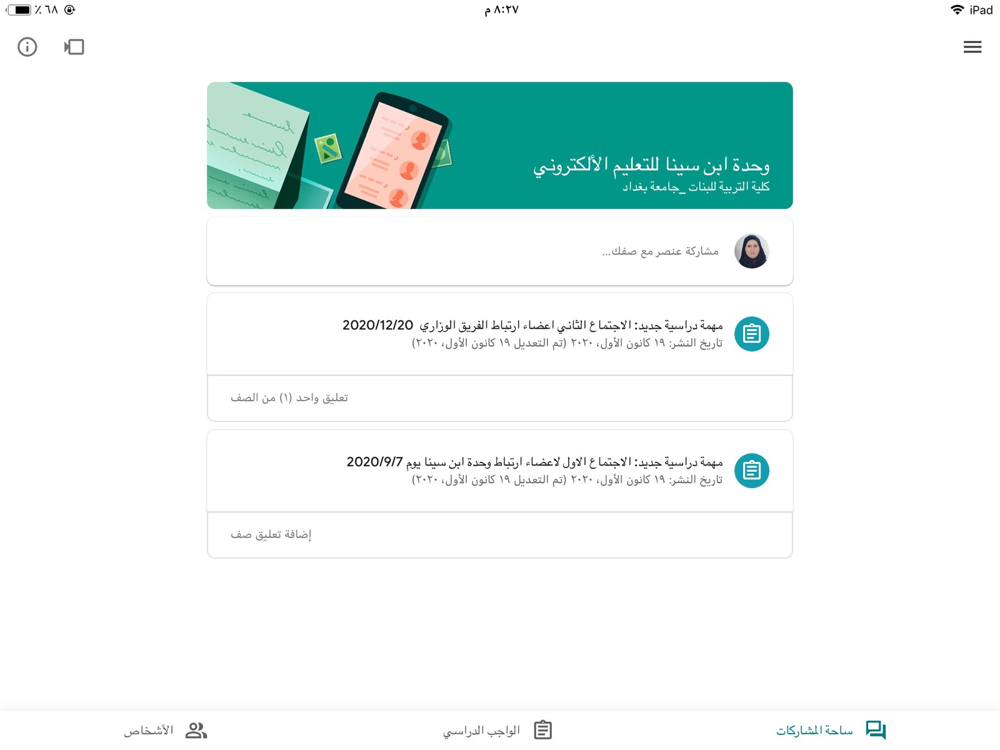 ٪ ٦٨
٨:٢٧ م
iPad
وحدة ابن سينا للتعليم الألكتروني
كلية التربية للبنات_جامعة بغداد
مشاركة عنصر مع صفك...
مهمة دراسية جديد: الاجتماع الثاني اعضاء ارتباط الفريق الوزاري 2020/12/20
تاريخ النشر: ١٩ كانون الأول، ٢٠٢٠ (تم التعديل ١٩ كانون الأول، ٢٠٢٠)
تعليق واحد (١) من الصف
مهمة دراسية جديد: الاجتماع الاول لاعضاء ارتباط وحدة ابن سينا يوم 2020/9/7
تاريخ النشر: ١٩ كانون الأول، ٢٠٢٠ (تم التعديل ١٩ كانون الأول، ٢٠٢٠)
إضافة تعليق صف
ساحة المشاركات
الواجب الدراسي
الأشخاص